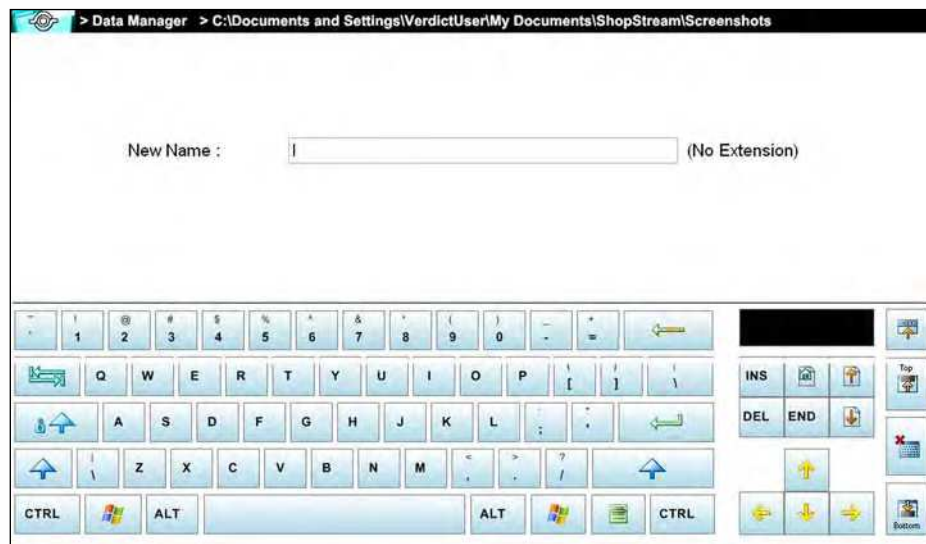 > Data Manager > C:\Documents and Settings\VerdictUser\My Documents\ShopStream\Screenshots
New Name : (No Extension)
! @ # $ % ^ & * ( ) _ +
1 2 3 4 5 6 7 8 9 0 - =
Q W E R T Y U I O P [ ] \ INS
Top
A S D F G H J K L ; ' DEL END
< > ?
\ Z X C V B N M , . /
CTRL ALT ALT CTRL
Bottom